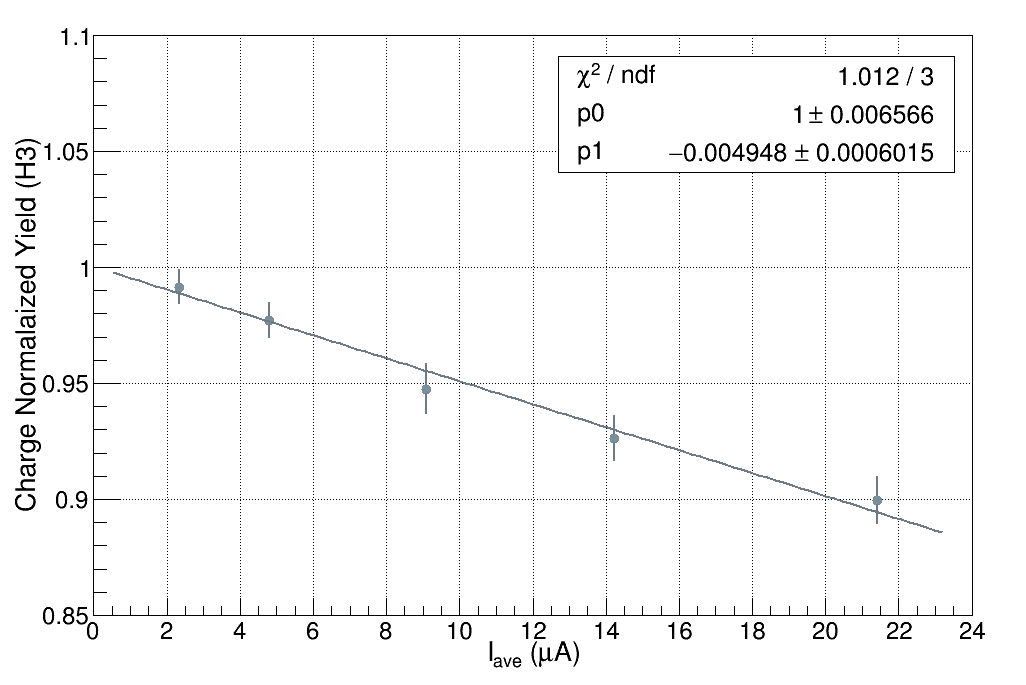 1.1
χ² / ndf 1.012 / 3
p0 1 ± 0.006566
p1 −0.004948 ± 0.0006015
1.05
1
0.95
0.9
0.85
Charge Normalaized Yield (H3)
0 2 4 6 8 10 12 14 16 18 20 22 24
I_ave (μA)